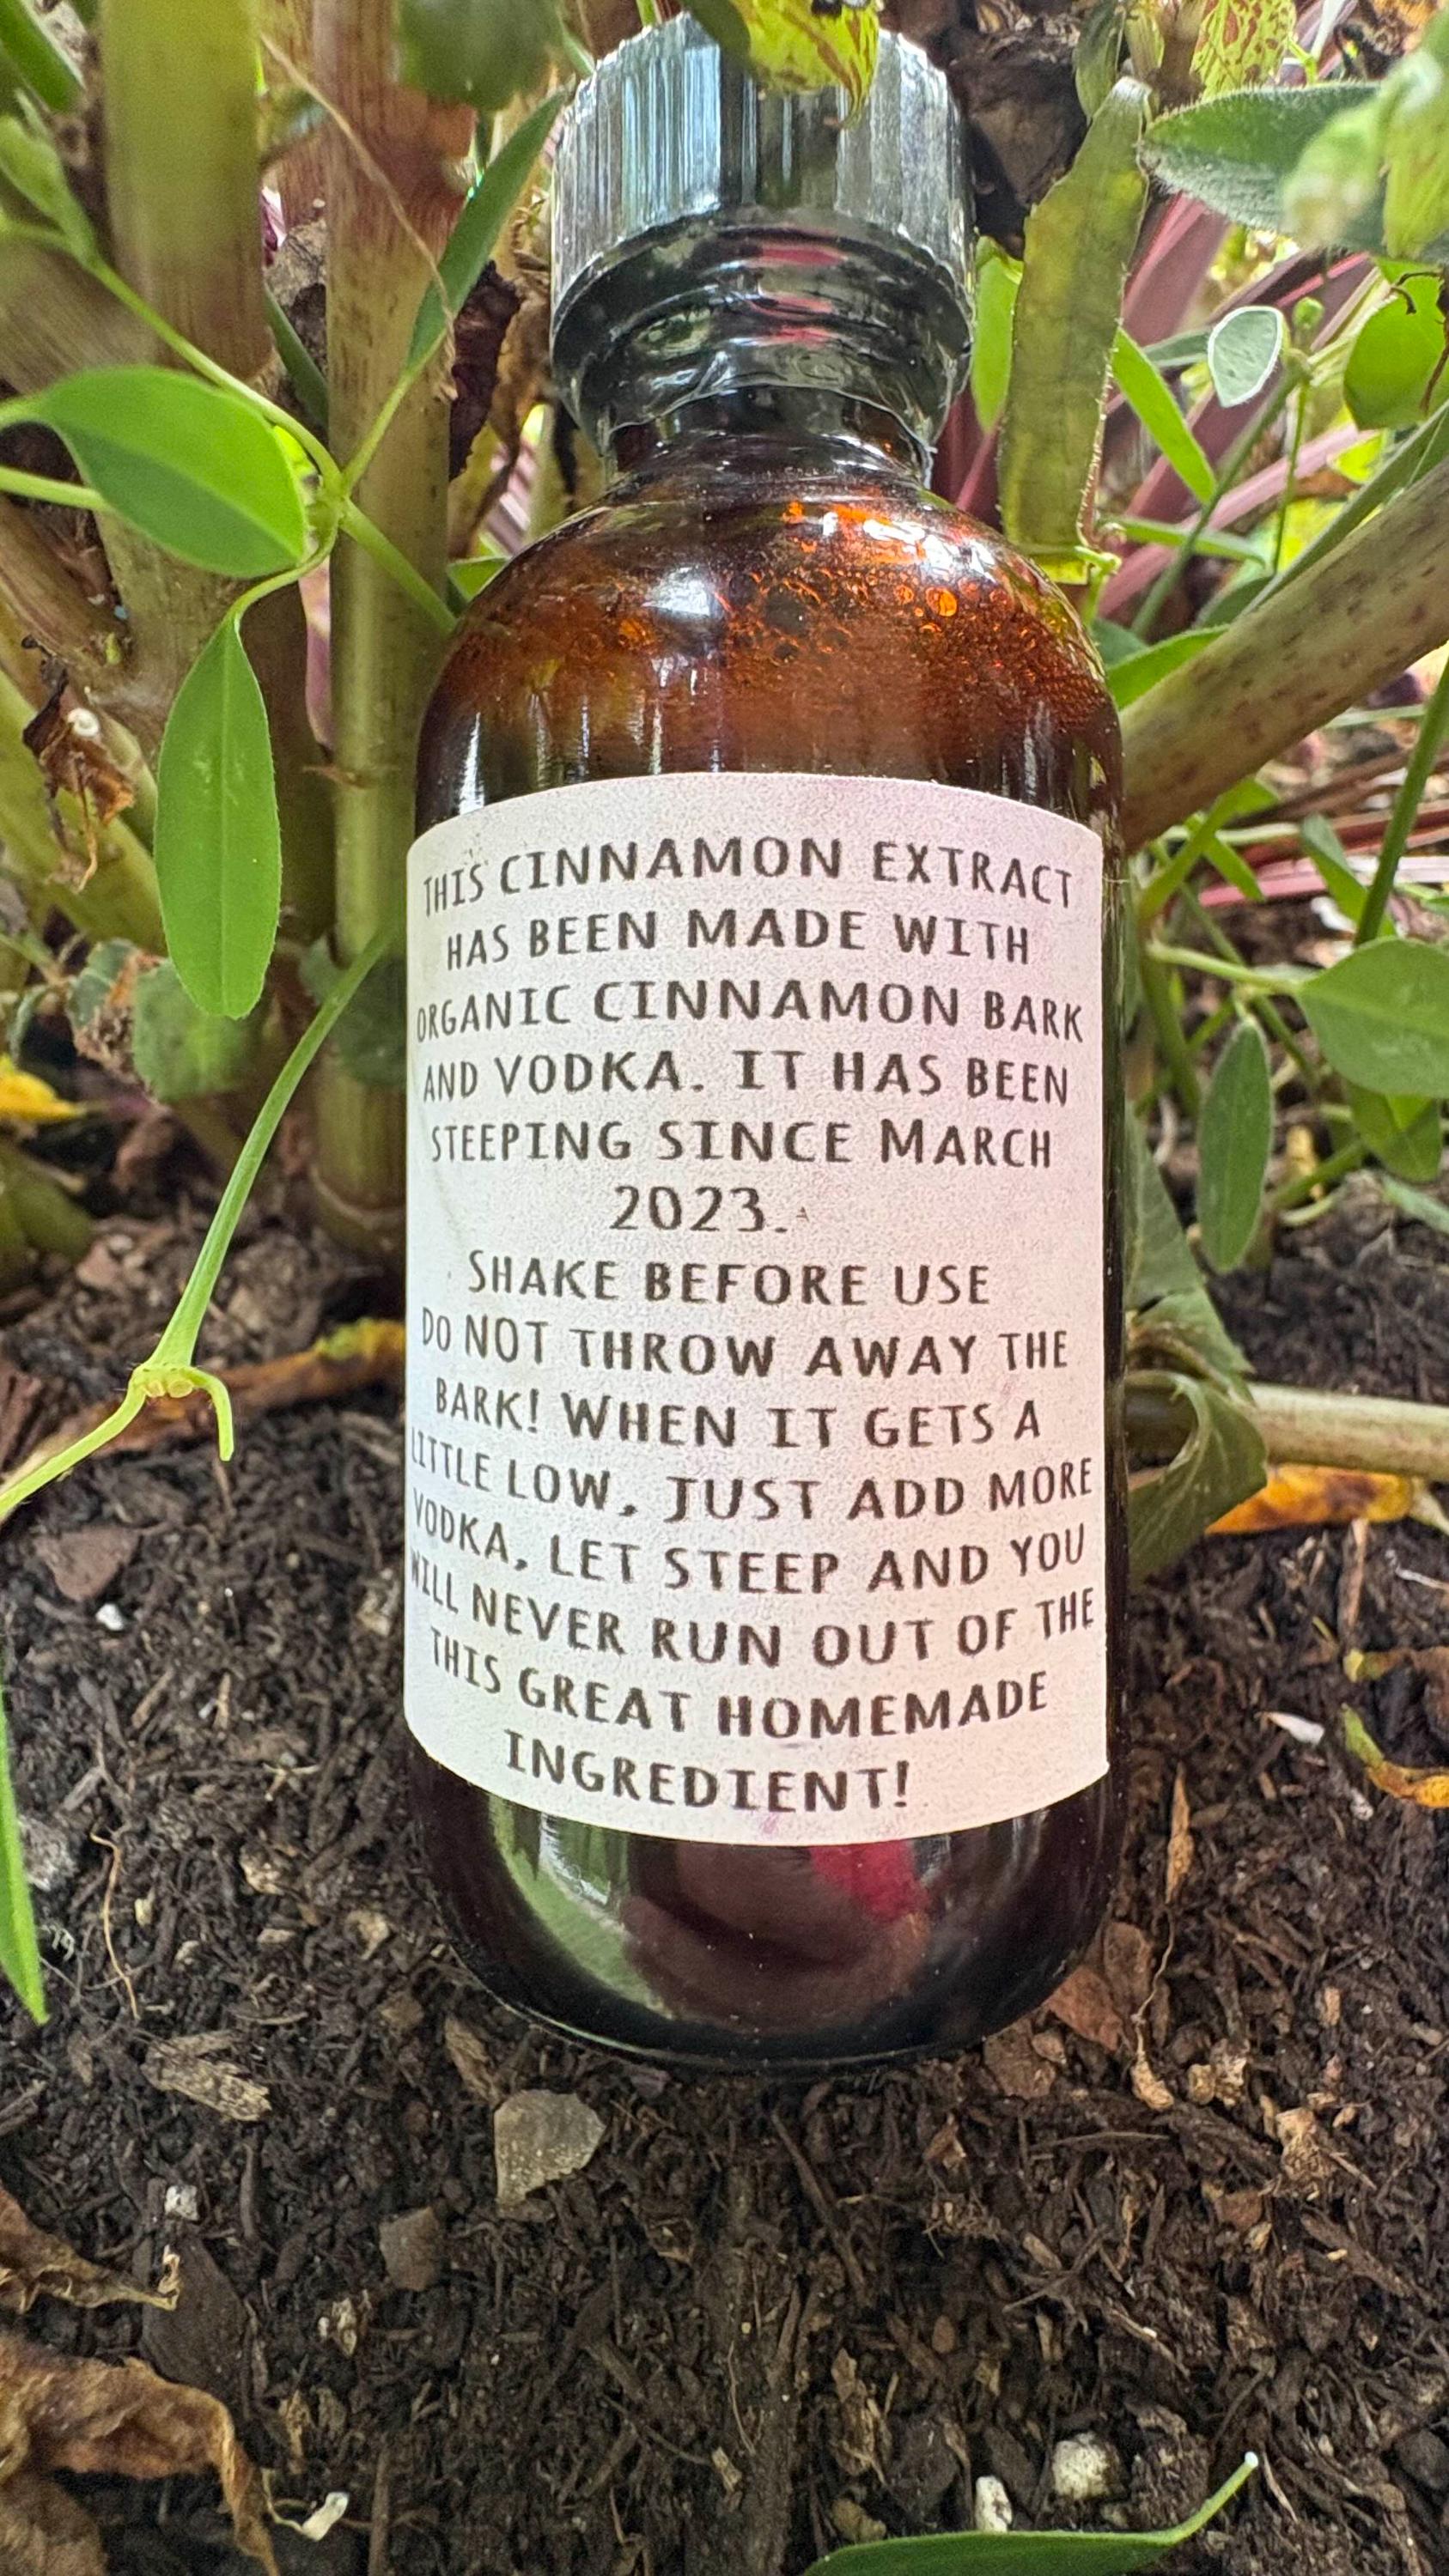 THIS CINNAMON EXTRACT
HAS BEEN MADE WITH
ORGANIC CINNAMON BARK
AND VODKA. IT HAS BEEN
STEEPING SINCE MARCH
2023.
SHAKE BEFORE USE
DO NOT THROW AWAY THE
BARK! WHEN IT GETS A
LITTLE LOW, JUST ADD MORE
VODKA, LET STEEP AND YOU
WILL NEVER RUN OUT OF THE
THIS GREAT HOMEMADE
INGREDIENT!